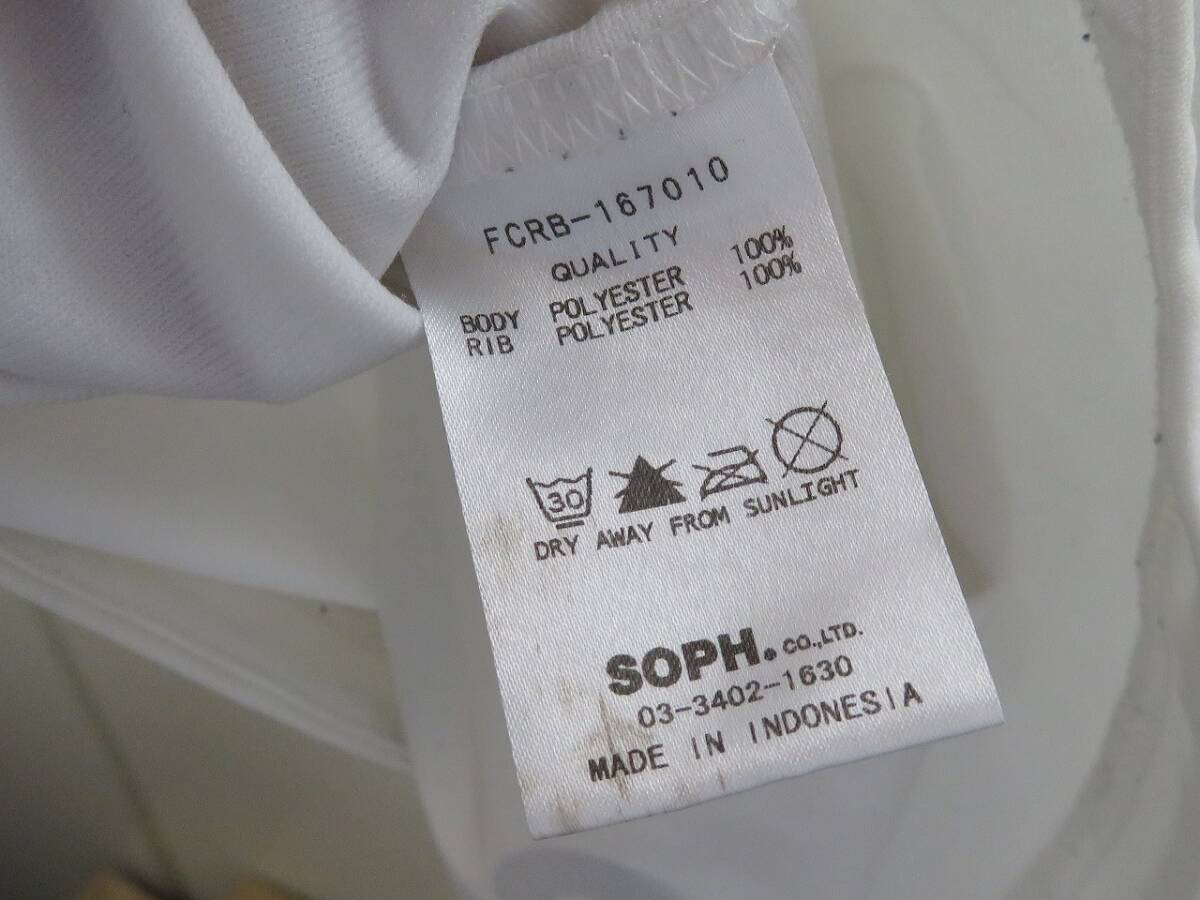 FCRB-167010
QUALITY
BODY POLYESTER 100%
RIB POLYESTER 100%
30
DRY AWAY FROM SUNLIGHT
SOPH. CO.,LTD.
03-3402-1630
MADE IN INDONESIA